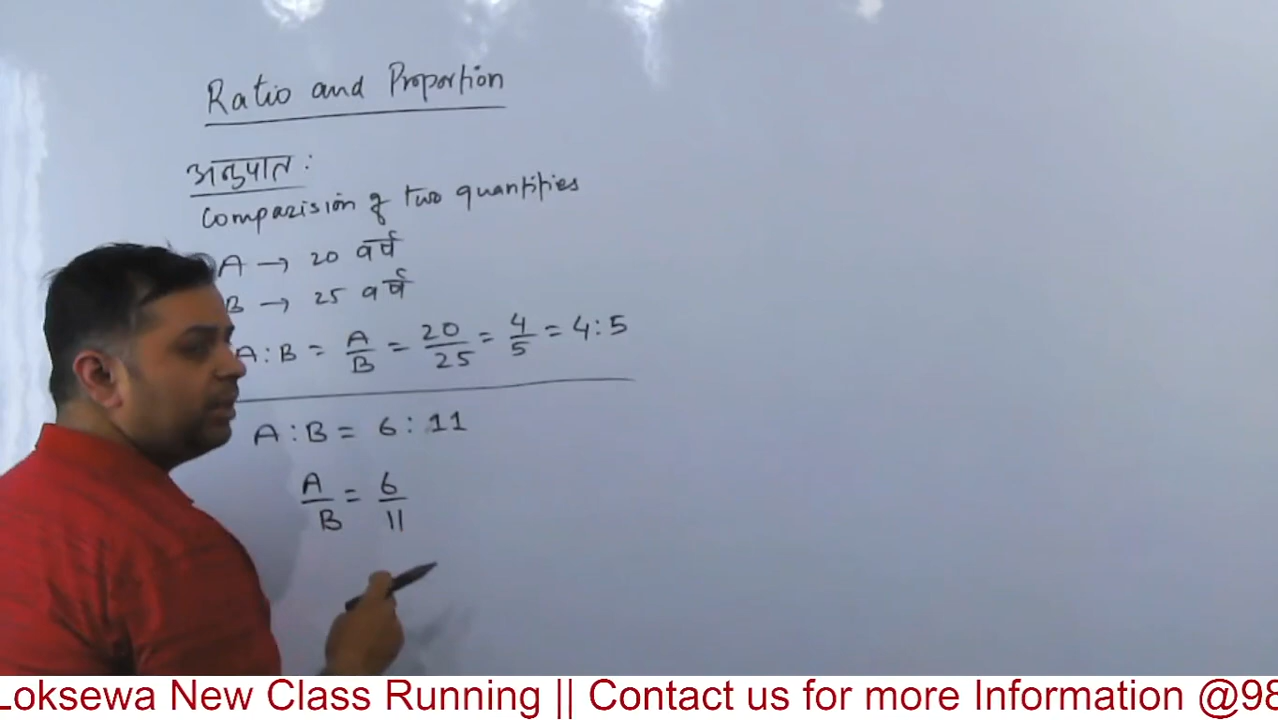 Ratio and Proportion
अनुपात :
Comparision of two quantities
A → 20 वर्ष
B → 25 वर्ष
A : B = A/B = 20/25 = 4/5 = 4 : 5
A : B = 6 : 11
A/B = 6/11
Loksewa New Class Running || Contact us for more Information @98